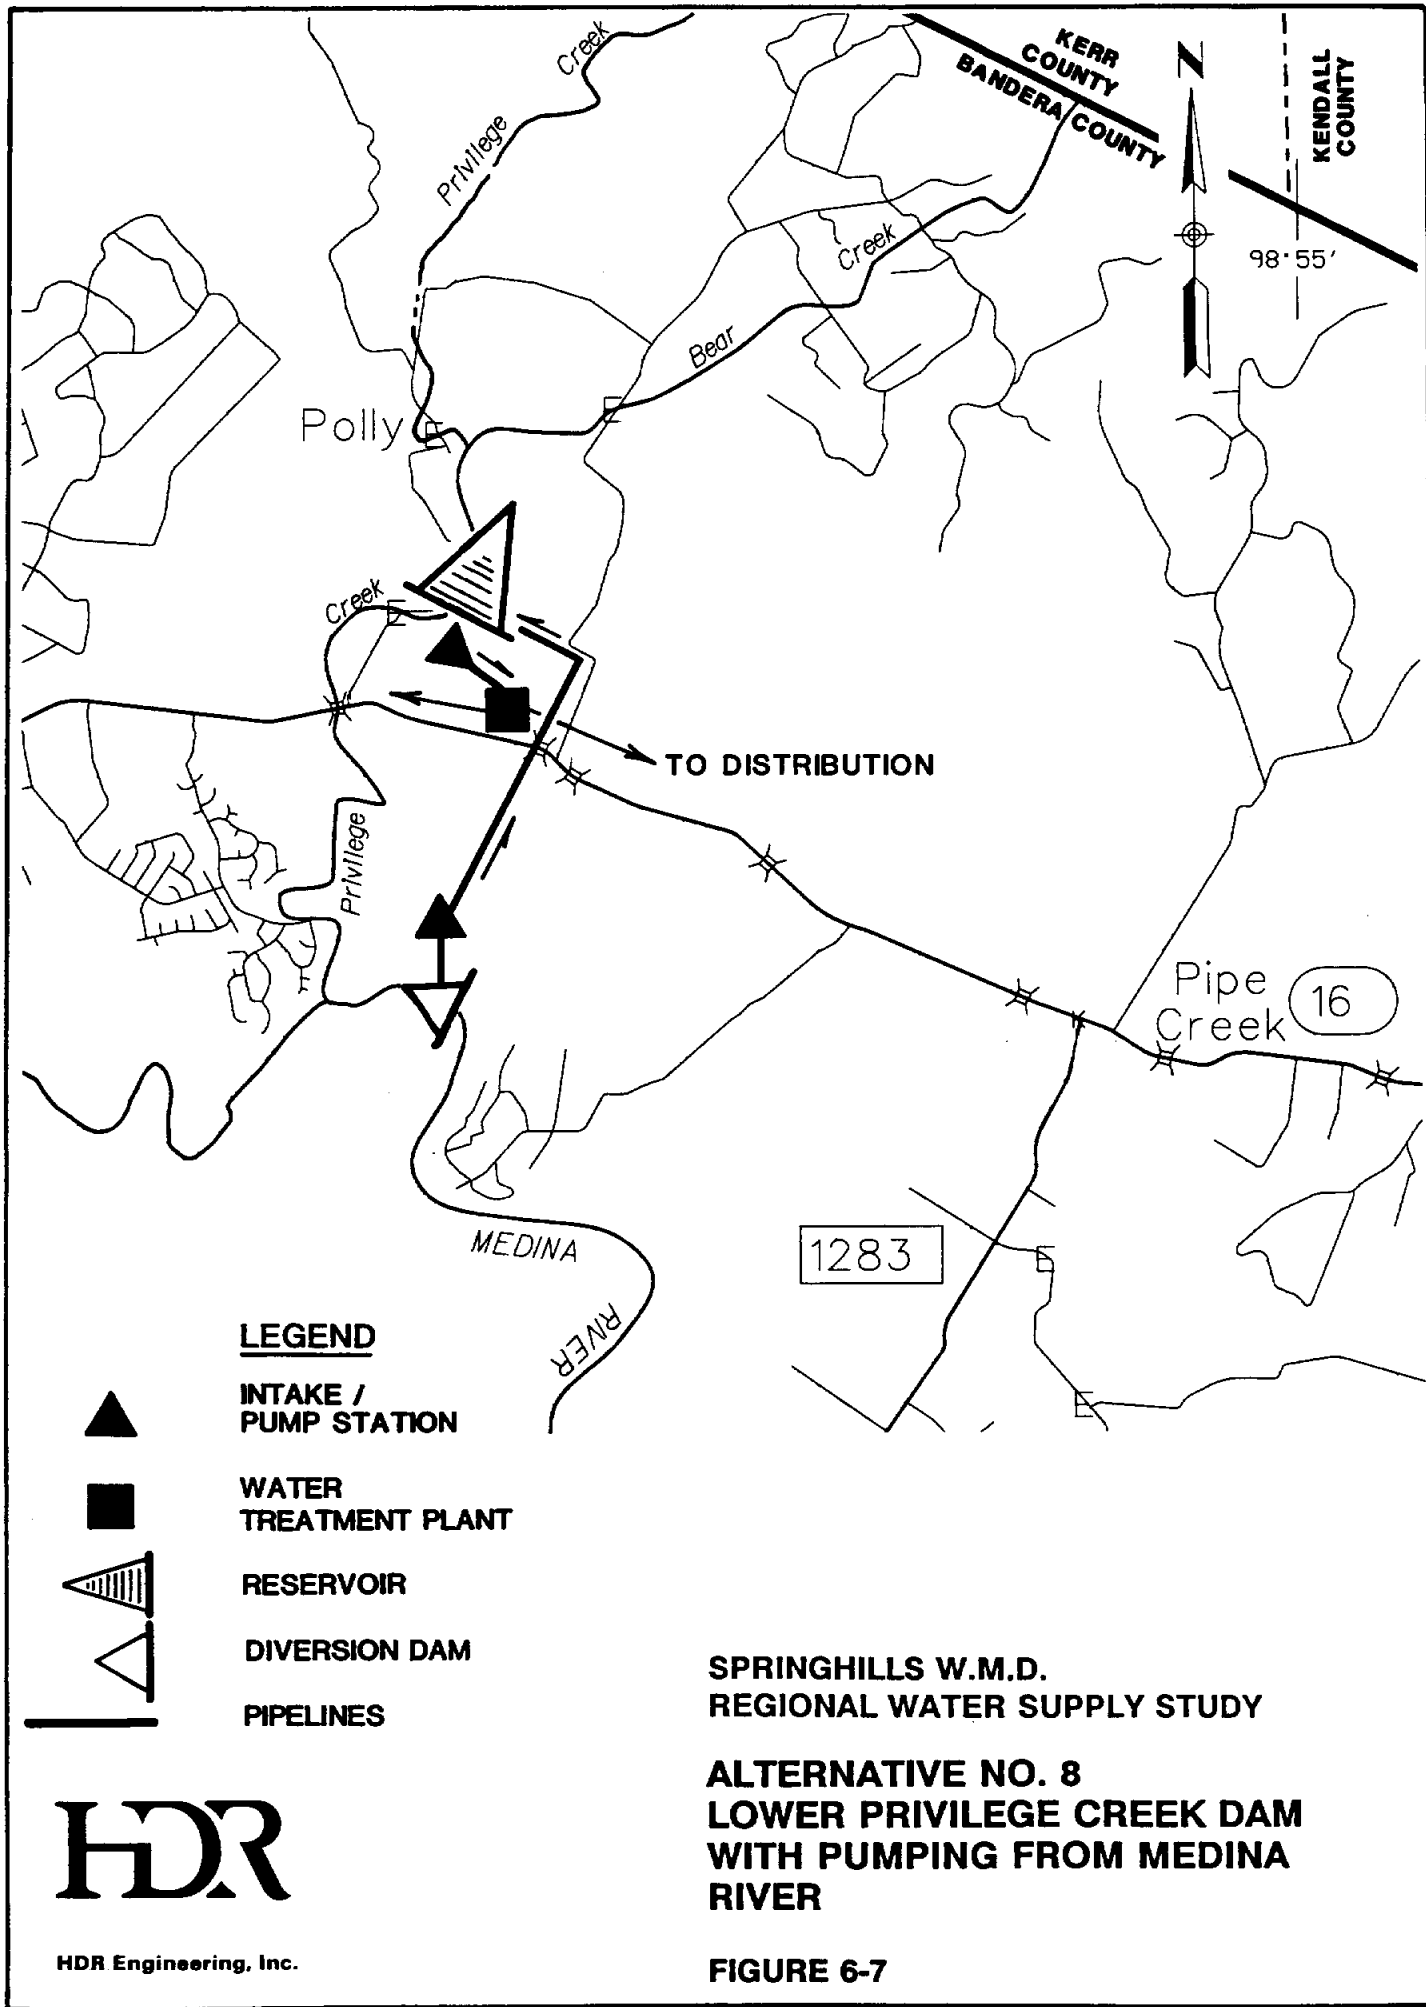 KERR
COUNTY
BANDERA COUNTY
N
KENDALL
COUNTY
98°55'
Creek
Privilege
Creek
Bear
Polly
E
E
Creek
E
TO DISTRIBUTION
Privilege
Pipe
Creek
16
MEDINA
RIVER
1283
E
E
LEGEND
INTAKE /
PUMP STATION
WATER
TREATMENT PLANT
RESERVOIR
DIVERSION DAM
PIPELINES
SPRINGHILLS W.M.D.
REGIONAL WATER SUPPLY STUDY
ALTERNATIVE NO. 8
LOWER PRIVILEGE CREEK DAM
WITH PUMPING FROM MEDINA
RIVER
FIGURE 6-7
HDR
HDR Engineering, Inc.